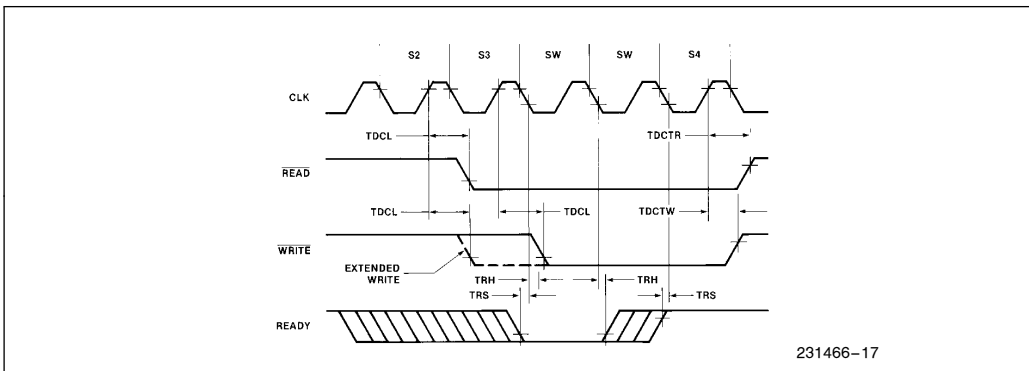 S2 S3 SW SW S4
CLK
TDCL TDCTR
READ
TDCL TDCL TDCTW
WRITE
EXTENDED
WRITE
TRH TRH
TRS TRS
READY
231466–17